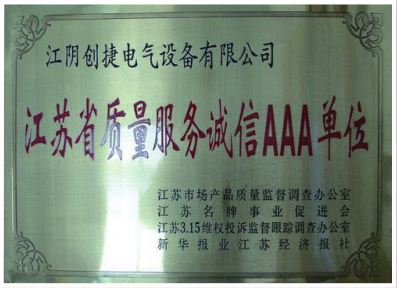 江阴创捷电气设备有限公司
江苏省质量服务诚信AAA单位
江苏市场产品质量监督调查办公室
江苏名牌事业促进会
江苏3.15维权投诉监督跟踪调查办公室
新华报业江苏经济报社